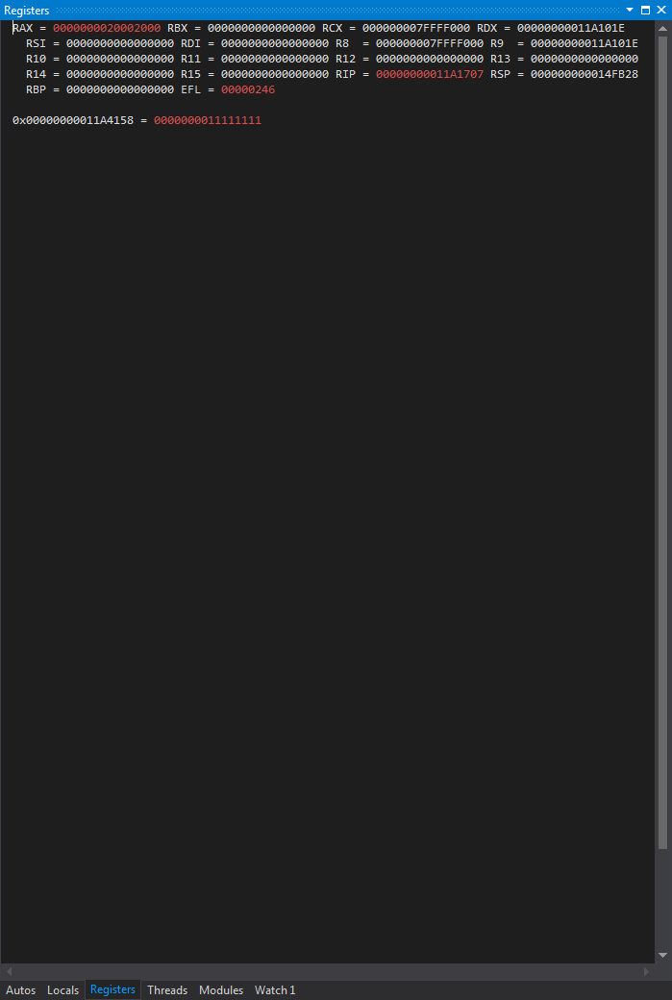 Registers
RAX = 0000000020002000 RBX = 0000000000000000 RCX = 000000007FFFF000 RDX = 00000000011A101E
RSI = 0000000000000000 RDI = 0000000000000000 R8  = 000000007FFFF000 R9  = 00000000011A101E
R10 = 0000000000000000 R11 = 0000000000000000 R12 = 0000000000000000 R13 = 0000000000000000
R14 = 0000000000000000 R15 = 0000000000000000 RIP = 00000000011A1707 RSP = 000000000014FB28
RBP = 0000000000000000 EFL = 00000246
0x00000000011A4158 = 0000000011111111
Autos Locals Registers Threads Modules Watch 1